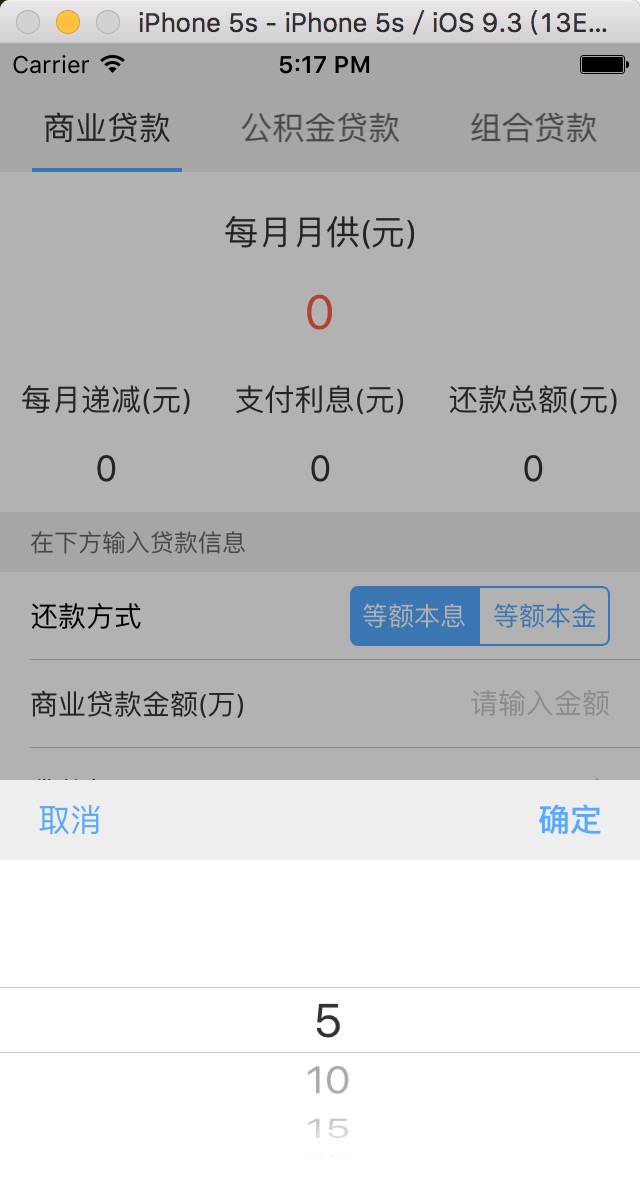 iPhone 5s - iPhone 5s / iOS 9.3 (13E...
Carrier 5:17 PM
商业贷款 公积金贷款 组合贷款
每月月供(元)
0
每月递减(元) 支付利息(元) 还款总额(元)
0 0 0
在下方输入贷款信息
还款方式 等额本息 等额本金
商业贷款金额(万) 请输入金额
取消 确定
5
10
15